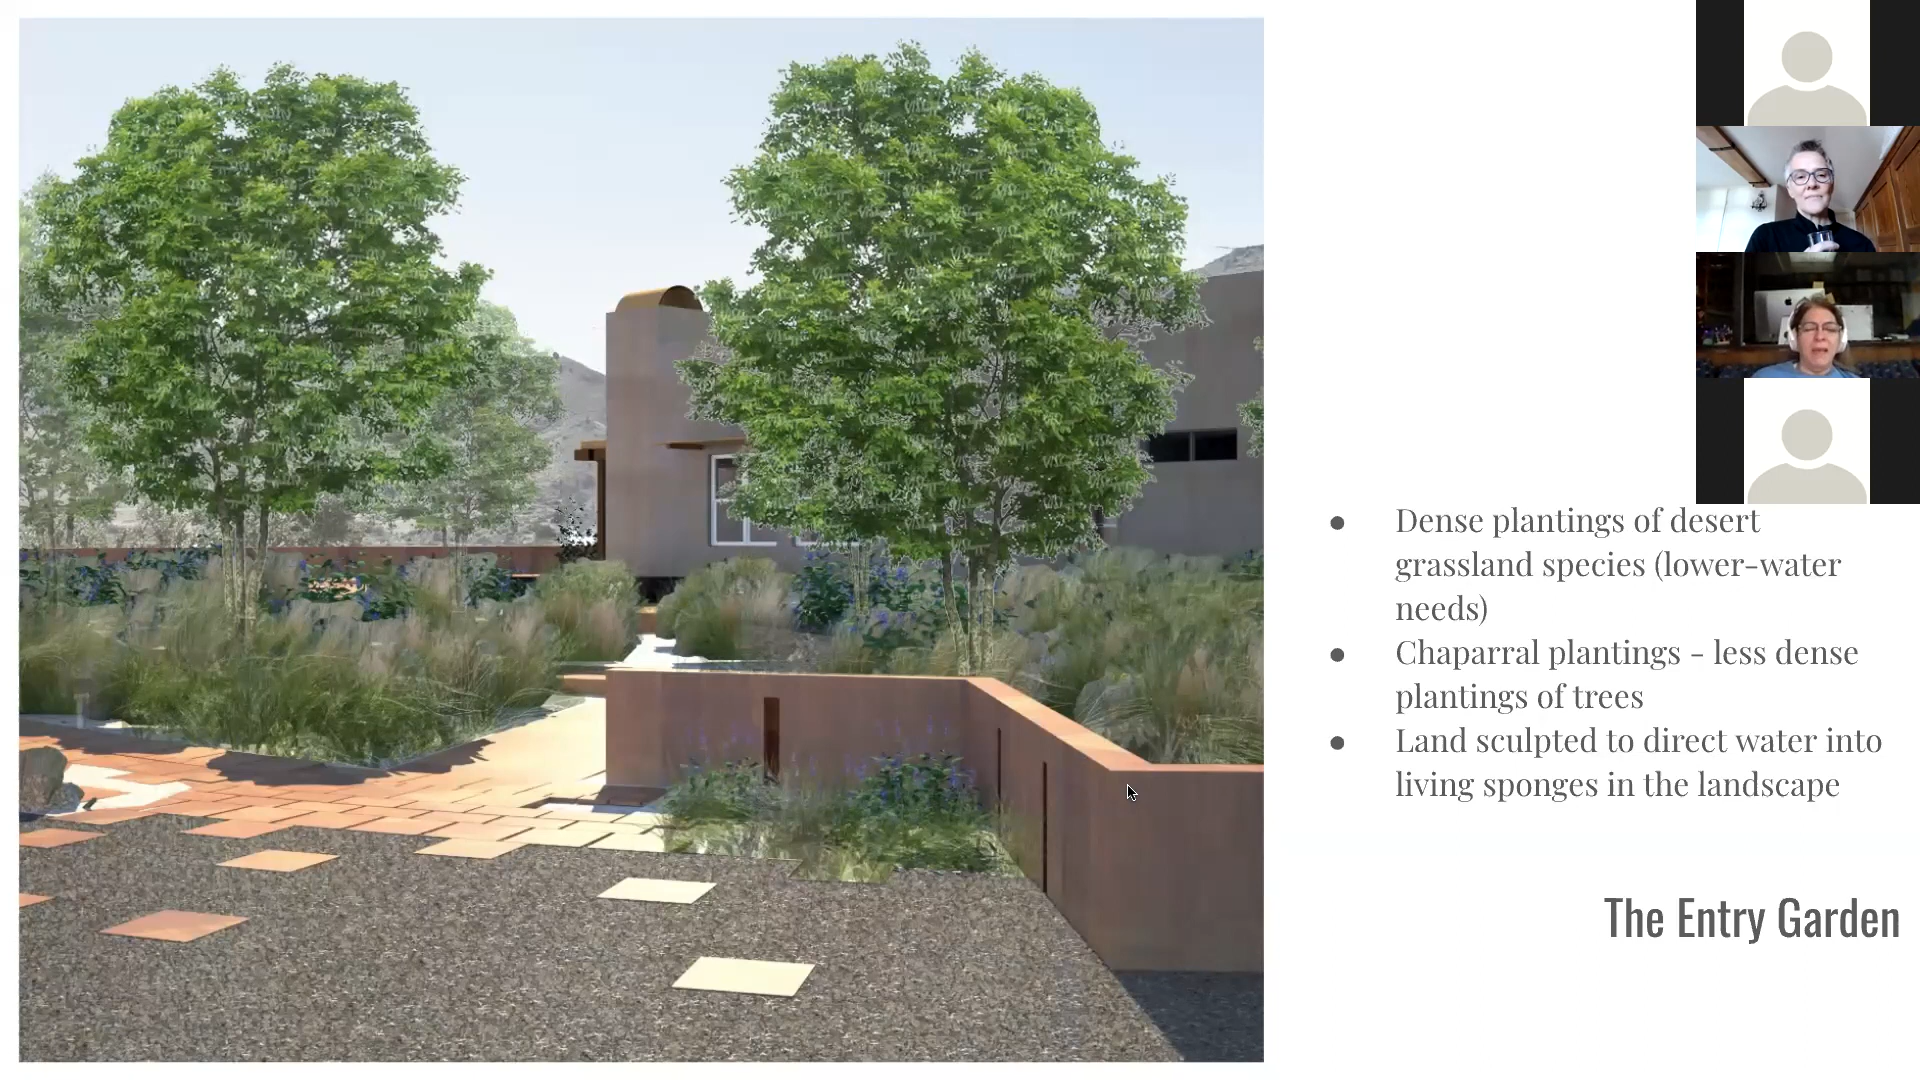 ● Dense plantings of desert
grassland species (lower-water
needs)
● Chaparral plantings - less dense
plantings of trees
● Land sculpted to direct water into
living sponges in the landscape
The Entry Garden